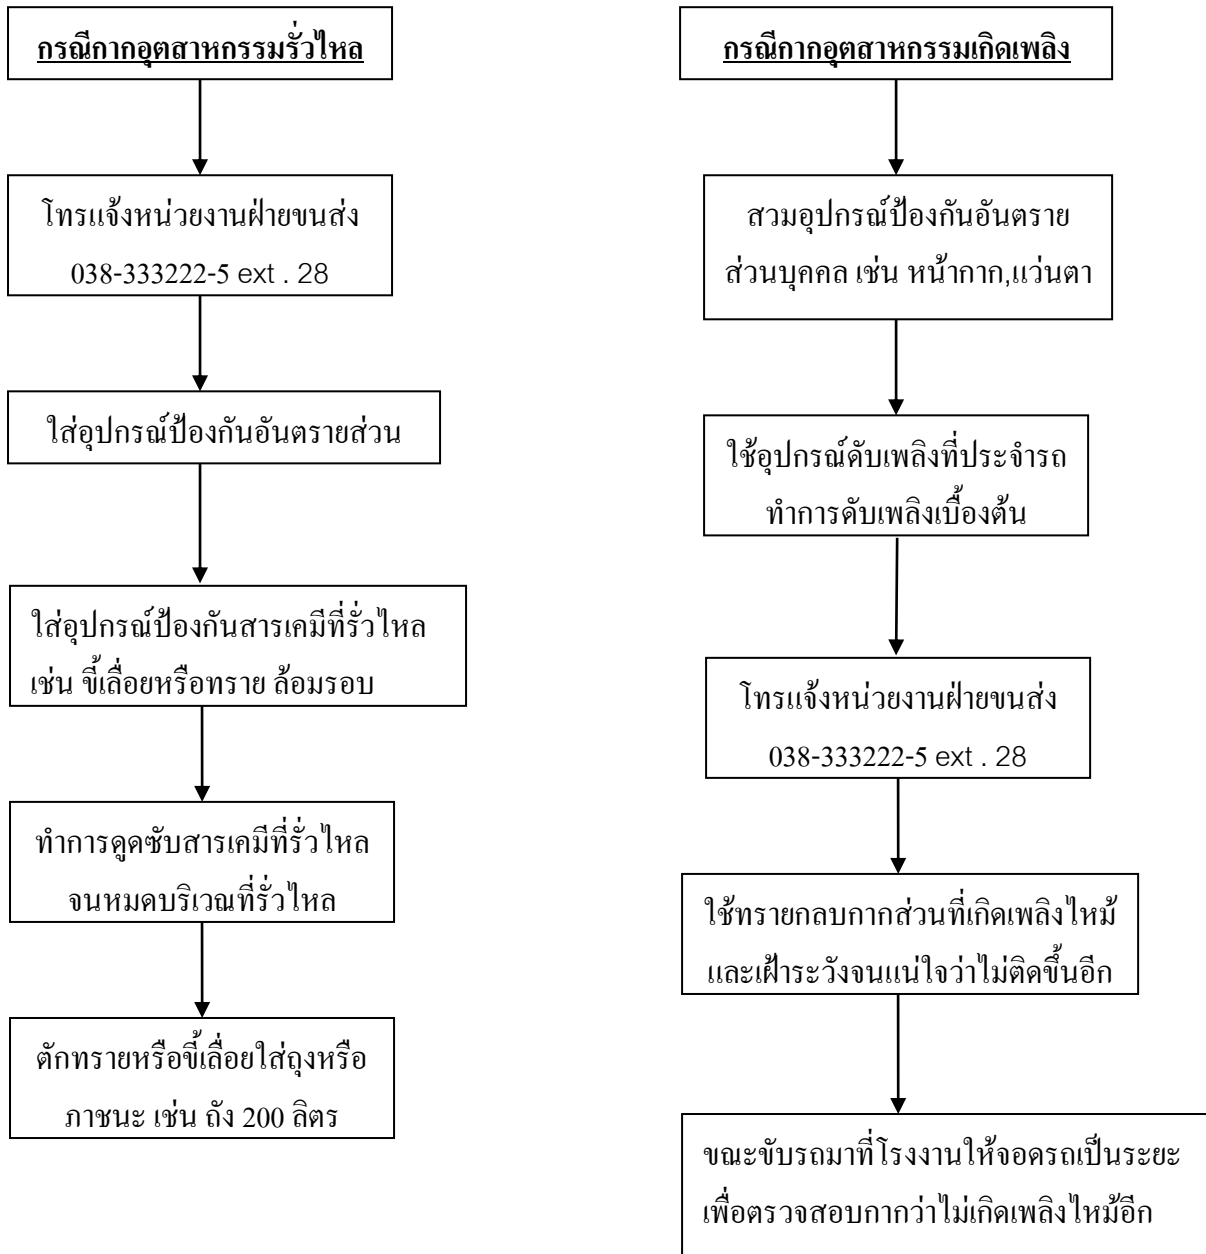 กรณีกากอุตสาหกรรมรั่วไหล
โทรแจ้งหน่วยงานฝ่ายขนส่ง
038-333222-5 ext . 28
ใส่อุปกรณ์ป้องกันอันตรายส่วน
ใส่อุปกรณ์ป้องกันสารเคมีที่รั่วไหล
เช่น ขี้เลื่อยหรือทราย ล้อมรอบ
ทำการดูดซับสารเคมีที่รั่วไหล
จนหมดบริเวณที่รั่วไหล
ตักทรายหรือขี้เลื่อยใส่ถุงหรือ
ภาชนะ เช่น ถัง 200 ลิตร
กรณีกากอุตสาหกรรมเกิดเพลิง
สวมอุปกรณ์ป้องกันอันตราย
ส่วนบุคคล เช่น หน้ากาก,แว่นตา
ใช้อุปกรณ์ดับเพลิงที่ประจำรถ
ทำการดับเพลิงเบื้องต้น
โทรแจ้งหน่วยงานฝ่ายขนส่ง
038-333222-5 ext . 28
ใช้ทรายกลบกากส่วนที่เกิดเพลิงไหม้
และเฝ้าระวังจนแน่ใจว่าไม่ติดขึ้นอีก
ขณะขับรถมาที่โรงงานให้จอดรถเป็นระยะ
เพื่อตรวจสอบกากว่าไม่เกิดเพลิงไหม้อีก